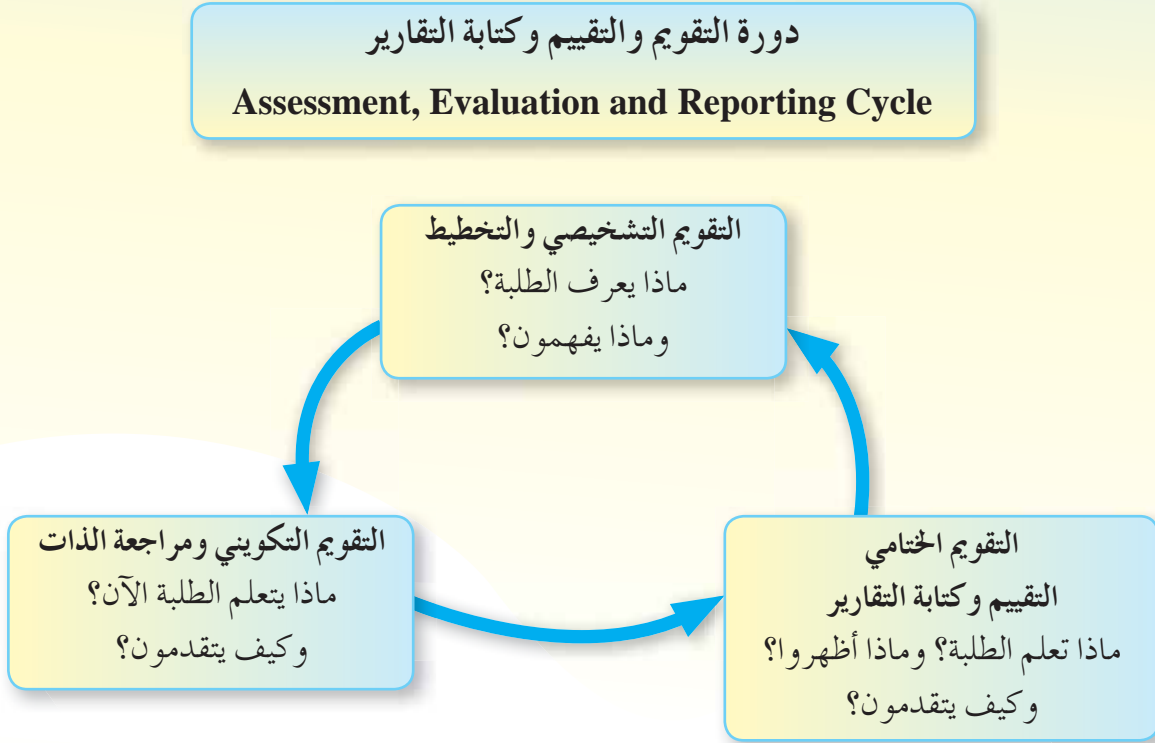 دورة التقويم والتقييم وكتابة التقارير
Assessment, Evaluation and Reporting Cycle
التقويم التشخيصي والتخطيط
ماذا يعرف الطلبة؟
وماذا يفهمون؟
التقويم التكويني ومراجعة الذات
ماذا يتعلم الطلبة الآن؟
وكيف يتقدمون؟
التقويم الختامي
التقييم وكتابة التقارير
ماذا تعلم الطلبة؟ وماذا أظهروا؟
وكيف يتقدمون؟